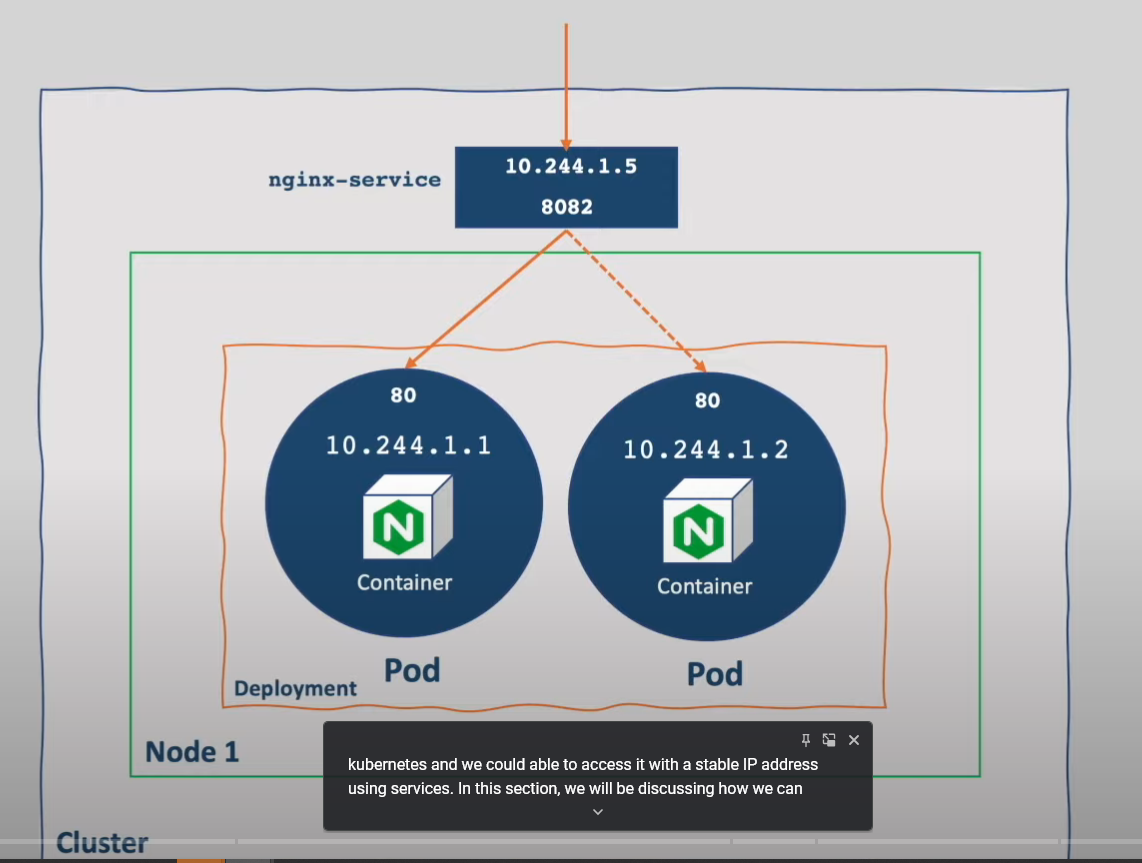 10.244.1.5
nginx-service
8082
80
80
10.244.1.1
10.244.1.2
N
N
Container
Container
Pod
Pod
Deployment
Node 1
kubernetes and we could able to access it with a stable IP address
using services. In this section, we will be discussing how we can
Cluster